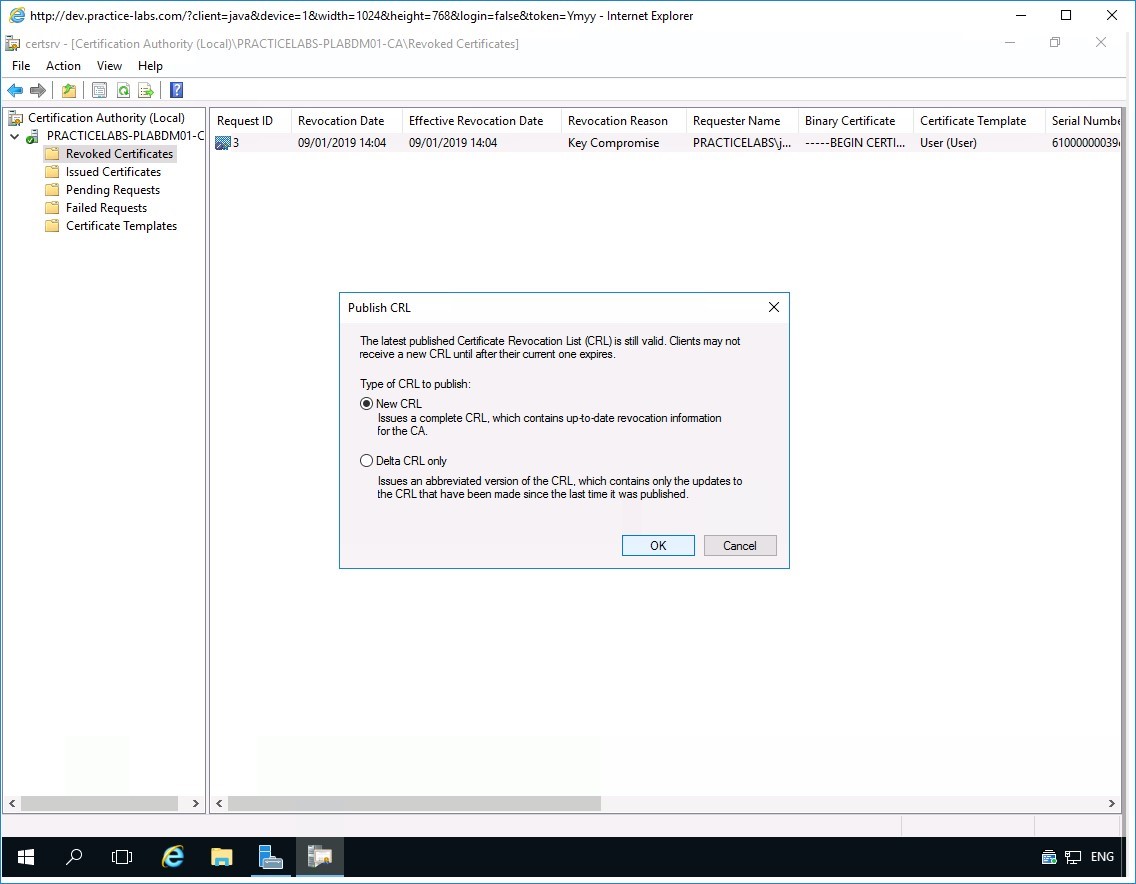 http://dev.practice-labs.com/?client=java&device=1&width=1024&height=768&login=false&token=Ymyy - Internet Explorer
certsrv - [Certification Authority (Local)\PRACTICELABS-PLABDM01-CA\Revoked Certificates]
File Action View Help
Certification Authority (Local)
PRACTICELABS-PLABDM01-C
Revoked Certificates
Issued Certificates
Pending Requests
Failed Requests
Certificate Templates
Request ID Revocation Date Effective Revocation Date Revocation Reason Requester Name Binary Certificate Certificate Template Serial Numbe
3 09/01/2019 14:04 09/01/2019 14:04 Key Compromise PRACTICELABS\j... -----BEGIN CERTI... User (User) 6100000003
Publish CRL
The latest published Certificate Revocation List (CRL) is still valid. Clients may not
receive a new CRL until after their current one expires.
Type of CRL to publish:
New CRL
Issues a complete CRL, which contains up-to-date revocation information
for the CA.
Delta CRL only
Issues an abbreviated version of the CRL, which contains only the updates to
the CRL that have been made since the last time it was published.
OK Cancel
ENG